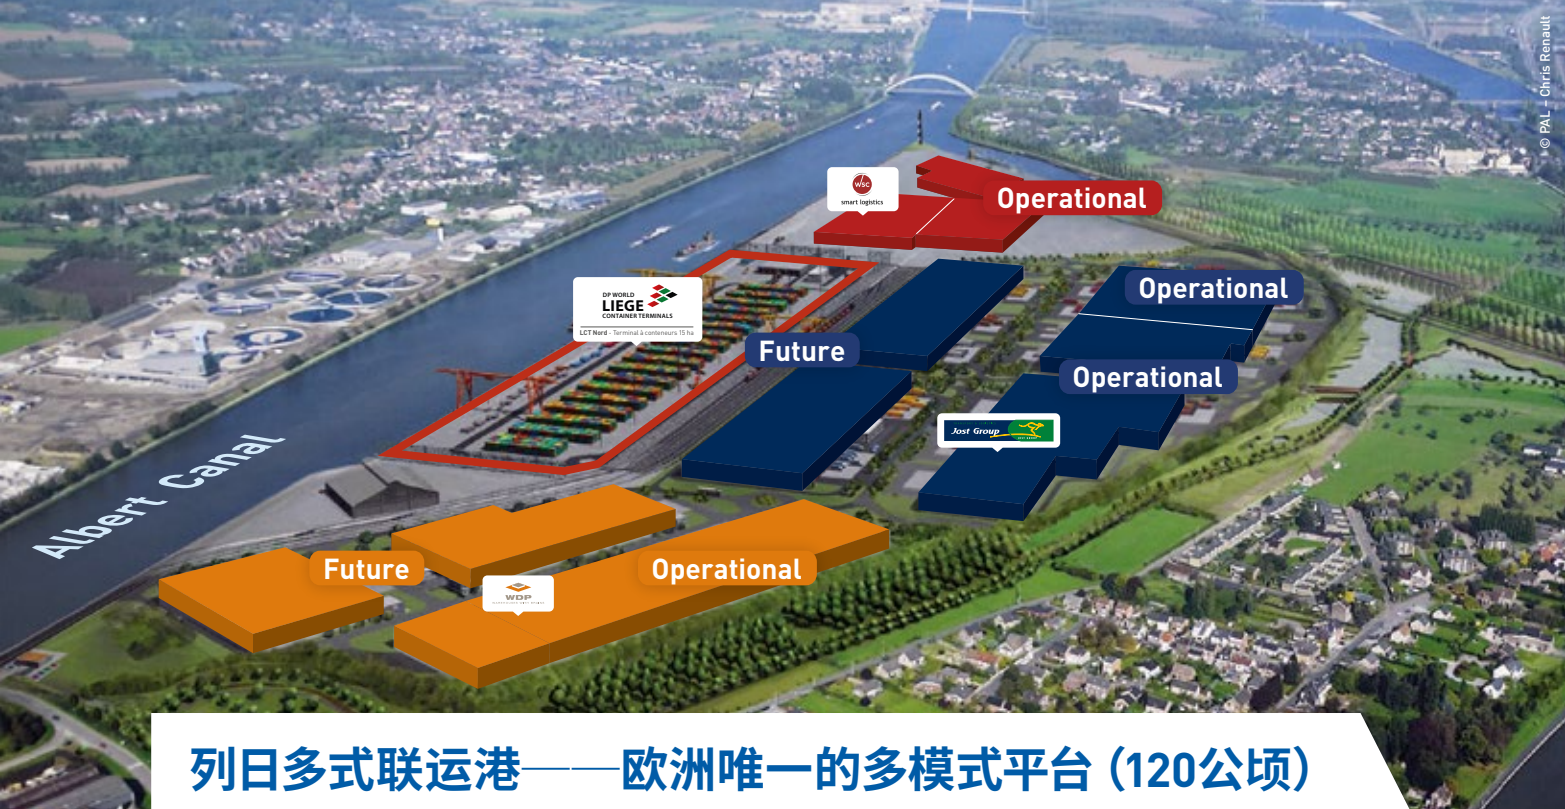 © PAL – Chris Renault
WSC
smart logistics
Operational
DP WORLD
LIEGE
CONTAINER TERMINALS
LCT Nord - Terminal à conteneurs 15 ha
Operational
Future
Operational
Jost Group
Albert Canal
Future
Operational
WDP
列日多式联运港——欧洲唯一的多模式平台（120公顷）